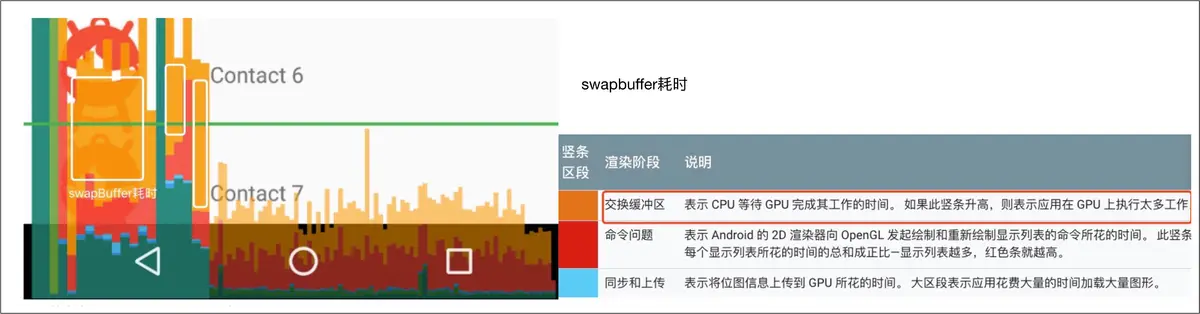 Contact 6
swapBuffer耗时
Contact 7
swapbuffer耗时
竖条
区段
渲染阶段
说明
交换缓冲区
表示 CPU 等待 GPU 完成其工作的时间。 如果此竖条升高，则表示应用在 GPU 上执行太多工作
命令问题
表示 Android 的 2D 渲染器向 OpenGL 发起绘制和重新绘制显示列表的命令所花的时间。 此竖条
每个显示列表所花的时间的总和成正比—显示列表越多，红色条就越高。
同步和上传
表示将位图信息上传到 GPU 所花的时间。 大区段表示应用花费大量的时间加载大量图形。